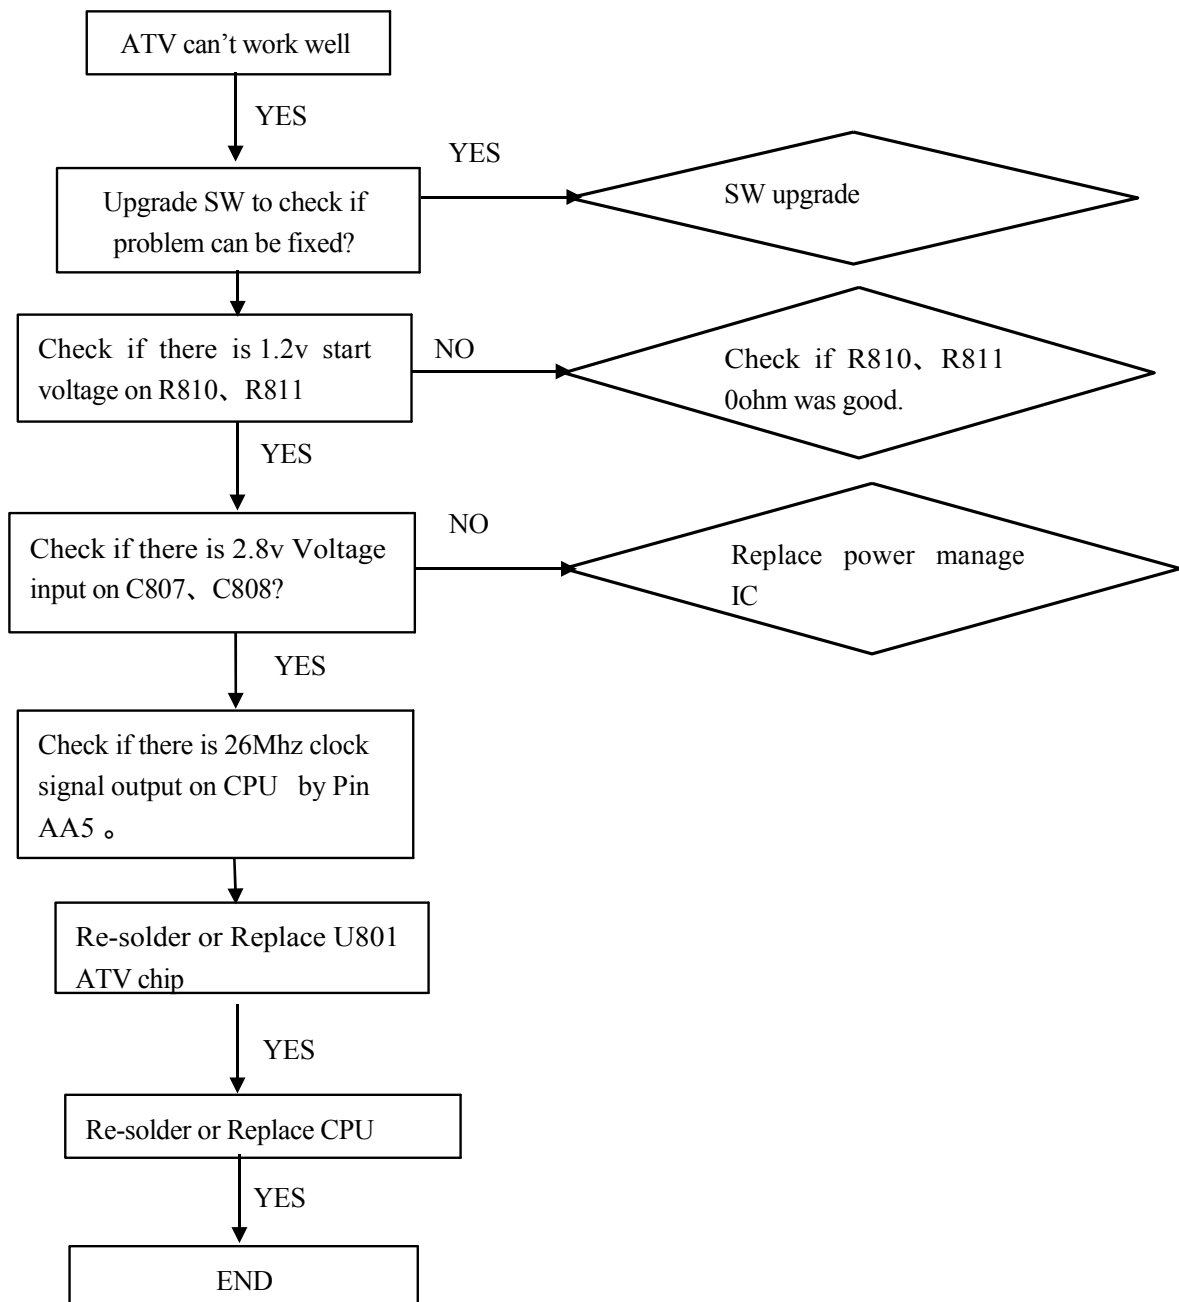 ATV can’t work well
YES
YES
Upgrade SW to check if
problem can be fixed?
SW upgrade
Check if there is 1.2v start
voltage on R810、R811
NO
Check if R810、R811
0ohm was good.
YES
Check if there is 2.8v Voltage
input on C807、C808?
NO
Replace power manage
IC
YES
Check if there is 26Mhz clock
signal output on CPU by Pin
AA5 。
Re-solder or Replace U801
ATV chip
YES
Re-solder or Replace CPU
YES
END